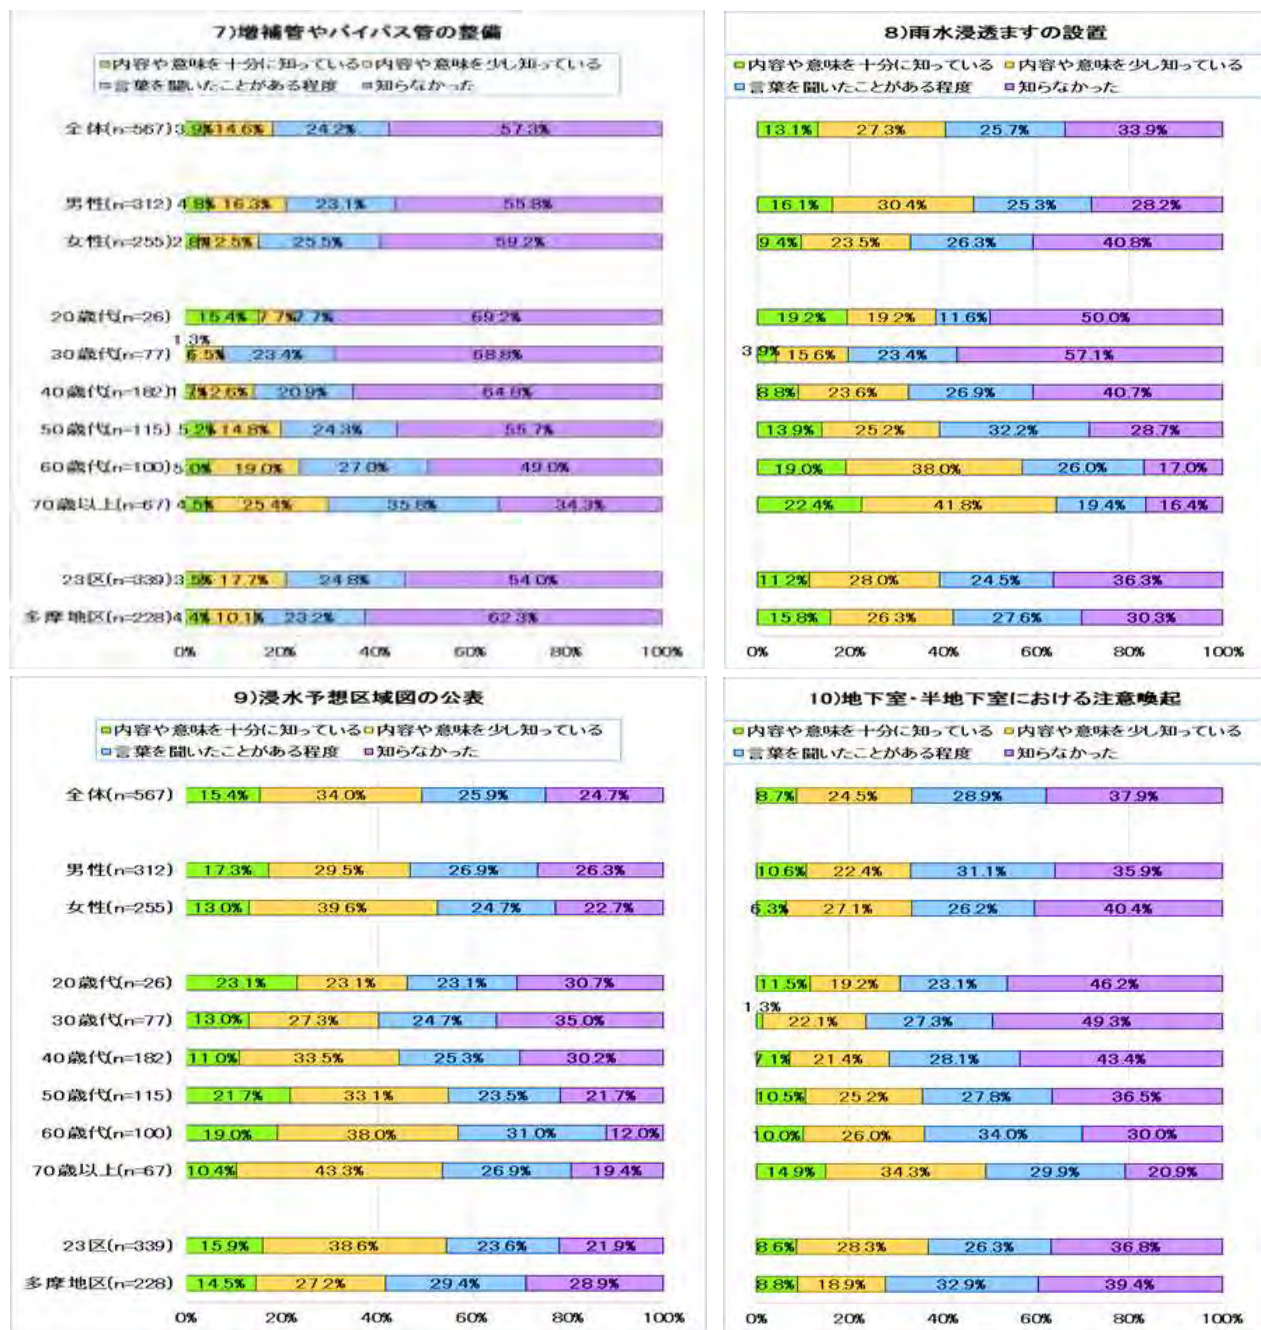 7)増補管やバイパス管の整備
内容や意味を十分に知っている 内容や意味を少し知っている
言葉を聞いたことがある程度 知らなかった
全体(n=567) 3.9% 14.6% 24.2% 57.3%
男性(n=312) 4.8% 16.3% 23.1% 55.8%
女性(n=255) 2.8% 12.5% 25.5% 59.2%
20歳代(n=26) 15.4% 7.7% 7.7% 69.2%
1.3%
30歳代(n=77) 6.5% 23.4% 68.8%
40歳代(n=182) 1.7% 12.6% 20.9% 64.8%
50歳代(n=115) 5.2% 14.8% 24.3% 55.7%
60歳代(n=100) 5.0% 19.0% 27.0% 49.0%
70歳以上(n=67) 4.5% 25.4% 35.8% 34.3%
23区(n=339) 3.5% 17.7% 24.8% 54.0%
多摩地区(n=228) 4.4% 10.1% 23.2% 62.3%
0% 20% 40% 60% 80% 100%
8)雨水浸透ますの設置
内容や意味を十分に知っている 内容や意味を少し知っている
言葉を聞いたことがある程度 知らなかった
13.1% 27.3% 25.7% 33.9%
16.1% 30.4% 25.3% 28.2%
9.4% 23.5% 26.3% 40.8%
19.2% 19.2% 11.6% 50.0%
3.9% 15.6% 23.4% 57.1%
8.8% 23.6% 26.9% 40.7%
13.9% 25.2% 32.2% 28.7%
19.0% 38.0% 26.0% 17.0%
22.4% 41.8% 19.4% 16.4%
11.2% 28.0% 24.5% 36.3%
15.8% 26.3% 27.6% 30.3%
0% 20% 40% 60% 80% 100%
9)浸水予想区域図の公表
内容や意味を十分に知っている 内容や意味を少し知っている
言葉を聞いたことがある程度 知らなかった
全体(n=567) 15.4% 34.0% 25.9% 24.7%
男性(n=312) 17.3% 29.5% 26.9% 26.3%
女性(n=255) 13.0% 39.6% 24.7% 22.7%
20歳代(n=26) 23.1% 23.1% 23.1% 30.7%
30歳代(n=77) 13.0% 27.3% 24.7% 35.0%
40歳代(n=182) 11.0% 33.5% 25.3% 30.2%
50歳代(n=115) 21.7% 33.1% 23.5% 21.7%
60歳代(n=100) 19.0% 38.0% 31.0% 12.0%
70歳以上(n=67) 10.4% 43.3% 26.9% 19.4%
23区(n=339) 15.9% 38.6% 23.6% 21.9%
多摩地区(n=228) 14.5% 27.2% 29.4% 28.9%
0% 20% 40% 60% 80% 100%
10)地下室・半地下室における注意喚起
内容や意味を十分に知っている 内容や意味を少し知っている
言葉を聞いたことがある程度 知らなかった
8.7% 24.5% 28.9% 37.9%
10.6% 22.4% 31.1% 35.9%
6.3% 27.1% 26.2% 40.4%
11.5% 19.2% 23.1% 46.2%
1.3%
22.1% 27.3% 49.3%
7.1% 21.4% 28.1% 43.4%
10.5% 25.2% 27.8% 36.5%
10.0% 26.0% 34.0% 30.0%
14.9% 34.3% 29.9% 20.9%
8.6% 28.3% 26.3% 36.8%
8.8% 18.9% 32.9% 39.4%
0% 20% 40% 60% 80% 100%